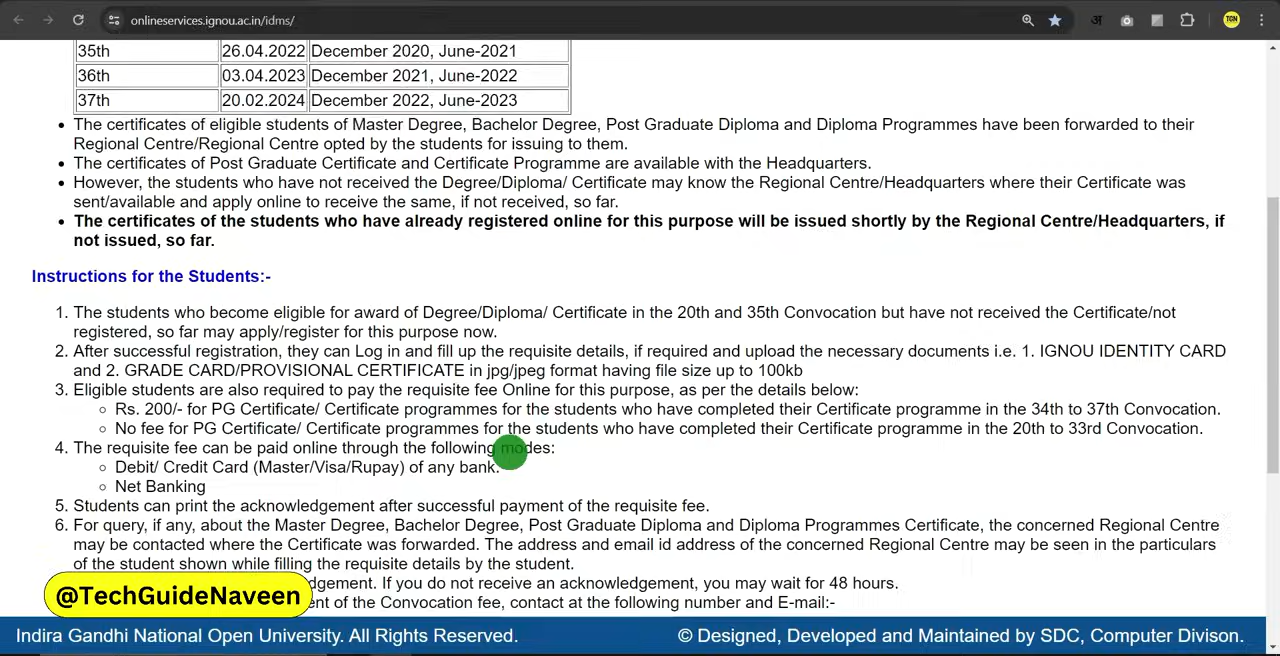 onlineservices.ignou.ac.in/idms/
अ
TGN
35th 26.04.2022 December 2020, June-2021
36th 03.04.2023 December 2021, June-2022
37th 20.02.2024 December 2022, June-2023
The certificates of eligible students of Master Degree, Bachelor Degree, Post Graduate Diploma and Diploma Programmes have been forwarded to their
Regional Centre/Regional Centre opted by the students for issuing to them.
The certificates of Post Graduate Certificate and Certificate Programme are available with the Headquarters.
However, the students who have not received the Degree/Diploma/ Certificate may know the Regional Centre/Headquarters where their Certificate was
sent/available and apply online to receive the same, if not received, so far.
The certificates of the students who have already registered online for this purpose will be issued shortly by the Regional Centre/Headquarters, if
not issued, so far.
Instructions for the Students:-
1. The students who become eligible for award of Degree/Diploma/ Certificate in the 20th and 35th Convocation but have not received the Certificate/not
registered, so far may apply/register for this purpose now.
2. After successful registration, they can Log in and fill up the requisite details, if required and upload the necessary documents i.e. 1. IGNOU IDENTITY CARD
and 2. GRADE CARD/PROVISIONAL CERTIFICATE in jpg/jpeg format having file size up to 100kb
3. Eligible students are also required to pay the requisite fee Online for this purpose, as per the details below:
Rs. 200/- for PG Certificate/ Certificate programmes for the students who have completed their Certificate programme in the 34th to 37th Convocation.
No fee for PG Certificate/ Certificate programmes for the students who have completed their Certificate programme in the 20th to 33rd Convocation.
4. The requisite fee can be paid online through the following modes:
Debit/ Credit Card (Master/Visa/Rupay) of any bank.
Net Banking
5. Students can print the acknowledgement after successful payment of the requisite fee.
6. For query, if any, about the Master Degree, Bachelor Degree, Post Graduate Diploma and Diploma Programmes Certificate, the concerned Regional Centre
may be contacted where the Certificate was forwarded. The address and email id address of the concerned Regional Centre may be seen in the particulars
of the student shown while filling the requisite details by the student.
dgement. If you do not receive an acknowledgement, you may wait for 48 hours.
@TechGuideNaveen
ent of the Convocation fee, contact at the following number and E-mail:-
Indira Gandhi National Open University. All Rights Reserved.
© Designed, Developed and Maintained by SDC, Computer Divison.